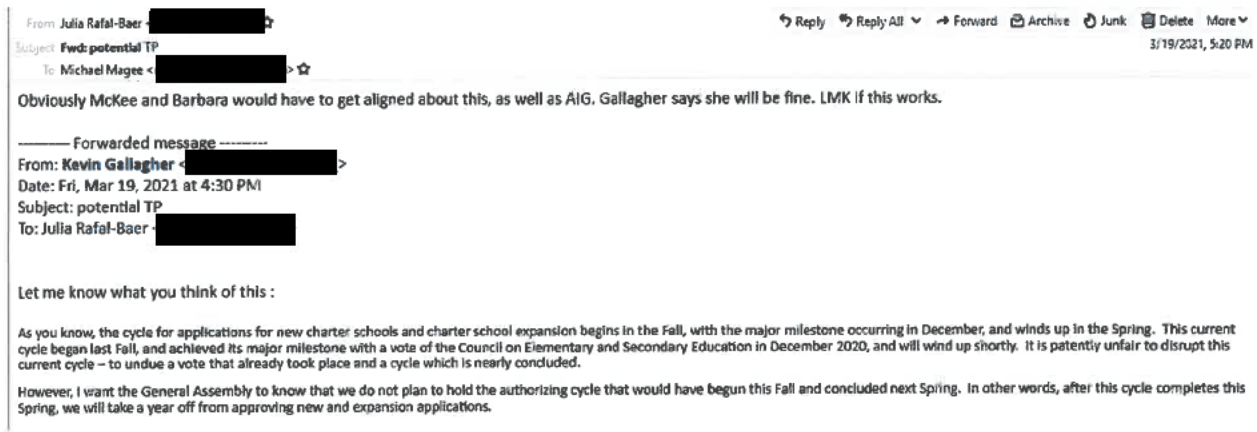 From Julia Rafal-Baer
Reply Reply All Forward Archive Junk Delete More
Subject Fwd: potential TP
3/19/2021, 5:20 PM
To Michael Magee < >
Obviously McKee and Barbara would have to get aligned about this, as well as AIG. Gallagher says she will be fine. LMK if this works.
---------- Forwarded message ---------
From: Kevin Gallagher < >
Date: Fri, Mar 19, 2021 at 4:30 PM
Subject: potential TP
To: Julia Rafal-Baer
Let me know what you think of this :
As you know, the cycle for applications for new charter schools and charter school expansion begins in the Fall, with the major milestone occurring in December, and winds up in the Spring. This current
cycle began last Fall, and achieved its major milestone with a vote of the Council on Elementary and Secondary Education in December 2020, and will wind up shortly. It is patently unfair to disrupt this
current cycle – to undue a vote that already took place and a cycle which is nearly concluded.
However, I want the General Assembly to know that we do not plan to hold the authorizing cycle that would have begun this Fall and concluded next Spring. In other words, after this cycle completes this
Spring, we will take a year off from approving new and expansion applications.